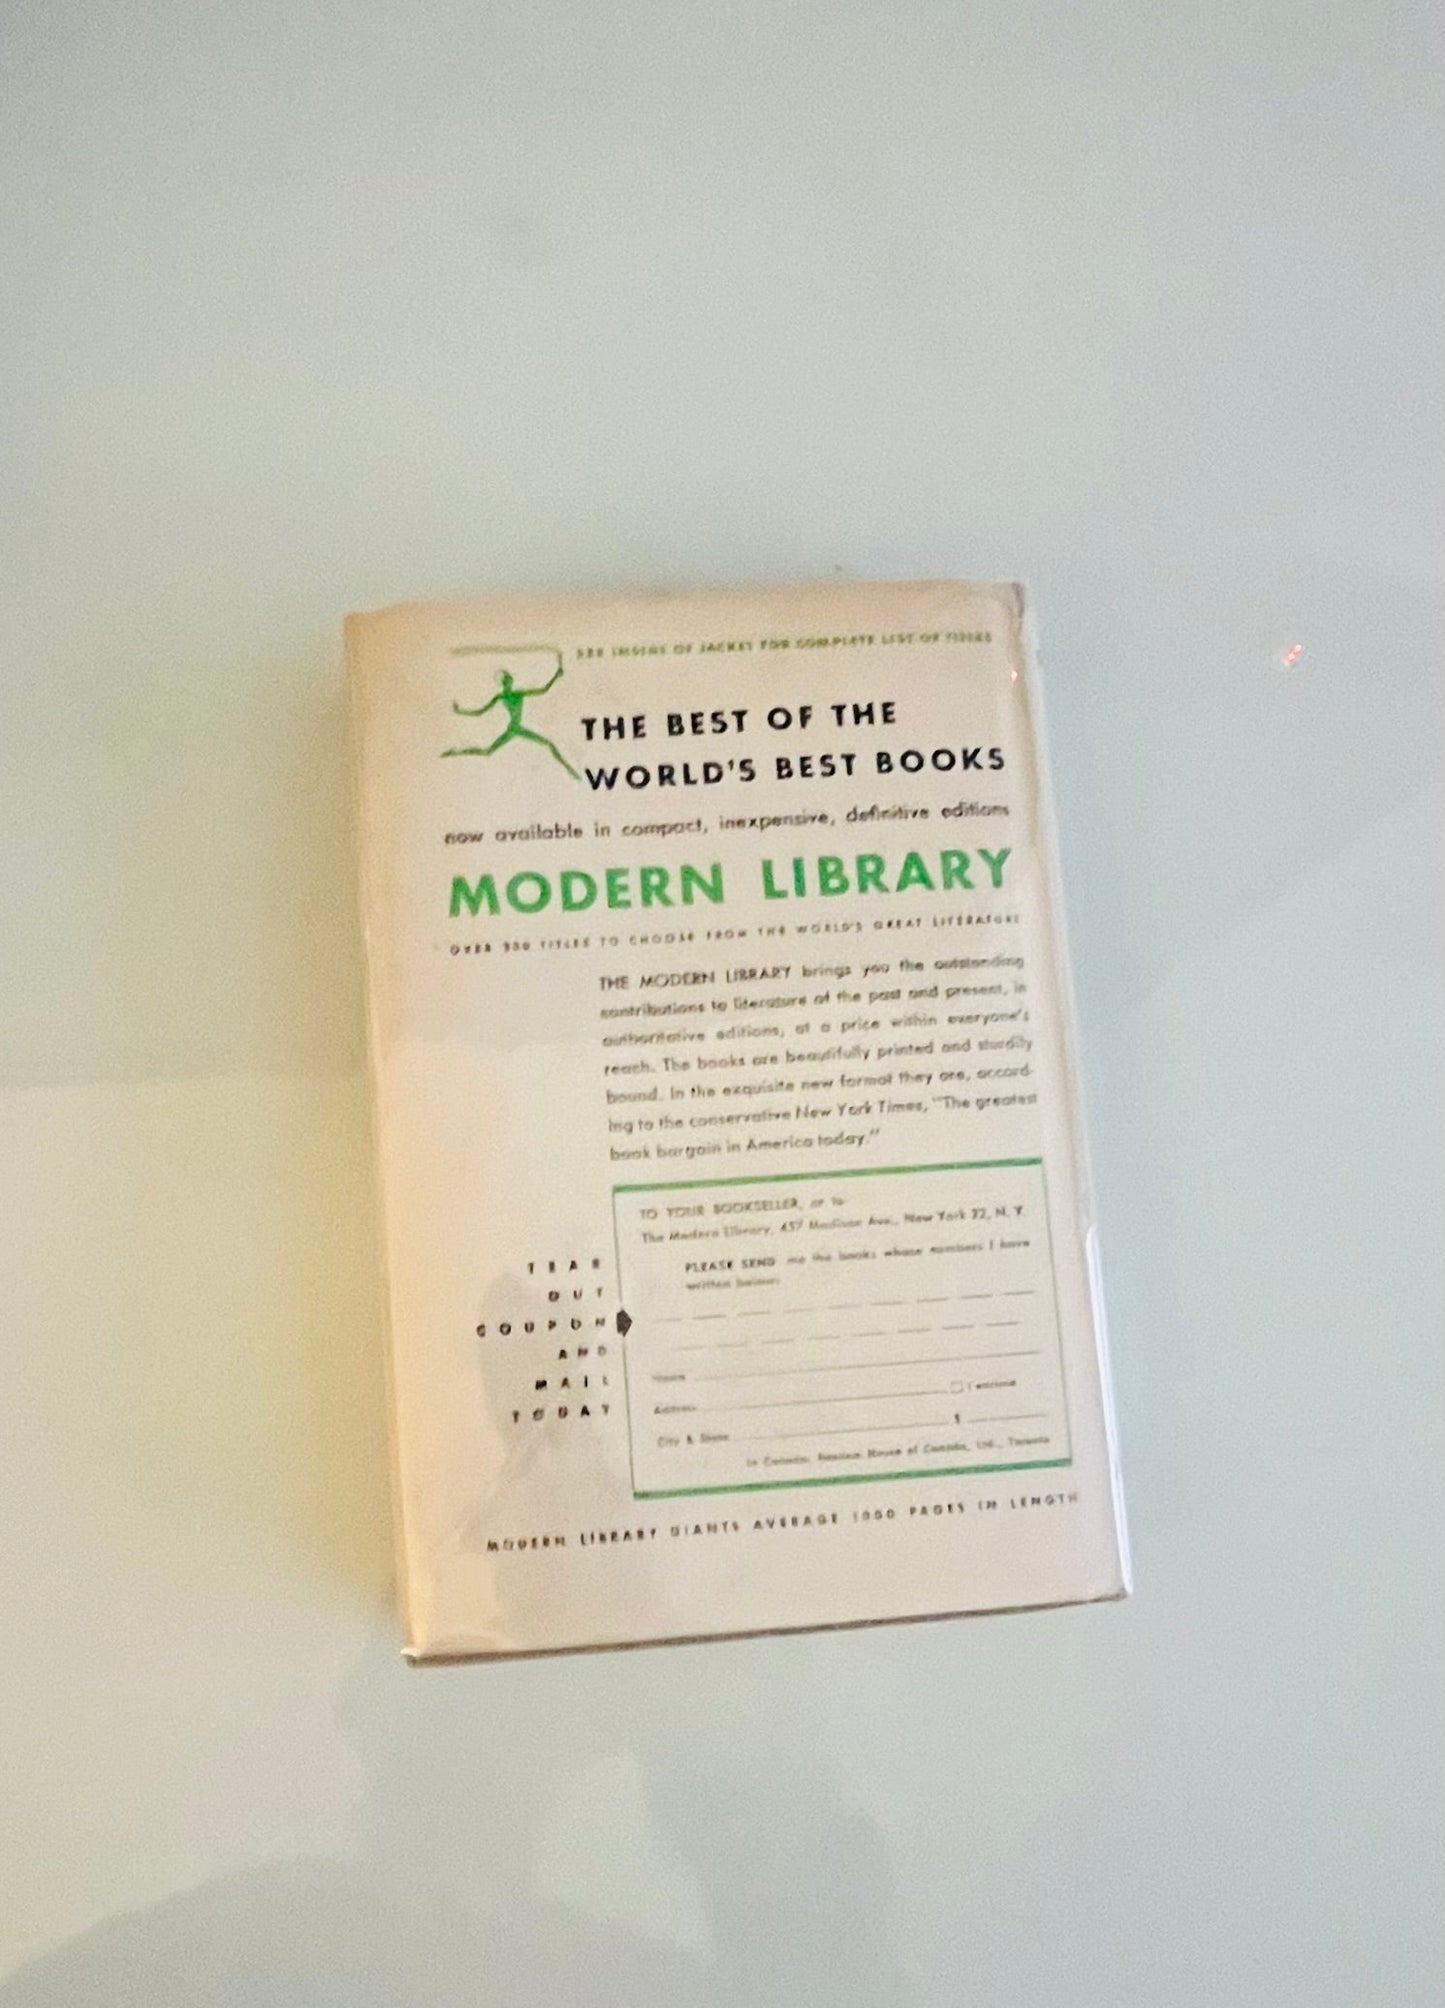 SEE INSIDE OF JACKET FOR COMPLETE LIST OF TITLES
THE BEST OF THE
WORLD'S BEST BOOKS
now available in compact, inexpensive, definitive editions
MODERN LIBRARY
OVER 350 TITLES TO CHOOSE FROM THE WORLD'S GREAT LITERATURE
THE MODERN LIBRARY brings you the outstanding
contributions to literature of the past and present, in
authoritative editions, at a price within everyone's
reach. The books are beautifully printed and sturdily
bound. In the exquisite new format they are, accord-
ing to the conservative New York Times, "The greatest
book bargain in America today."
TEAR
OUT
COUPON
AND
MAIL
TODAY
TO YOUR BOOKSELLER, or to
The Modern Library, 457 Madison Ave., New York 22, N. Y.
PLEASE SEND me the books whose numbers I have
written below:
Name
Address
☐ I enclose
City & State
$
In Canada: Random House of Canada, Ltd., Toronto
MODERN LIBRARY GIANTS AVERAGE 1000 PAGES IN LENGTH